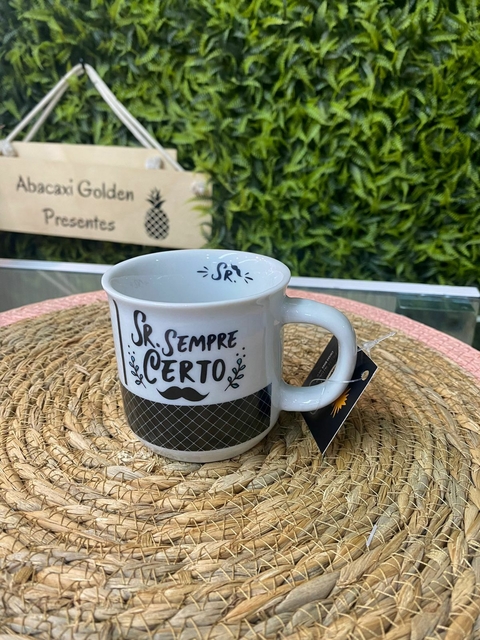 Abacaxi Golden
Presentes
Sr.
Sr. Sempre
Certo